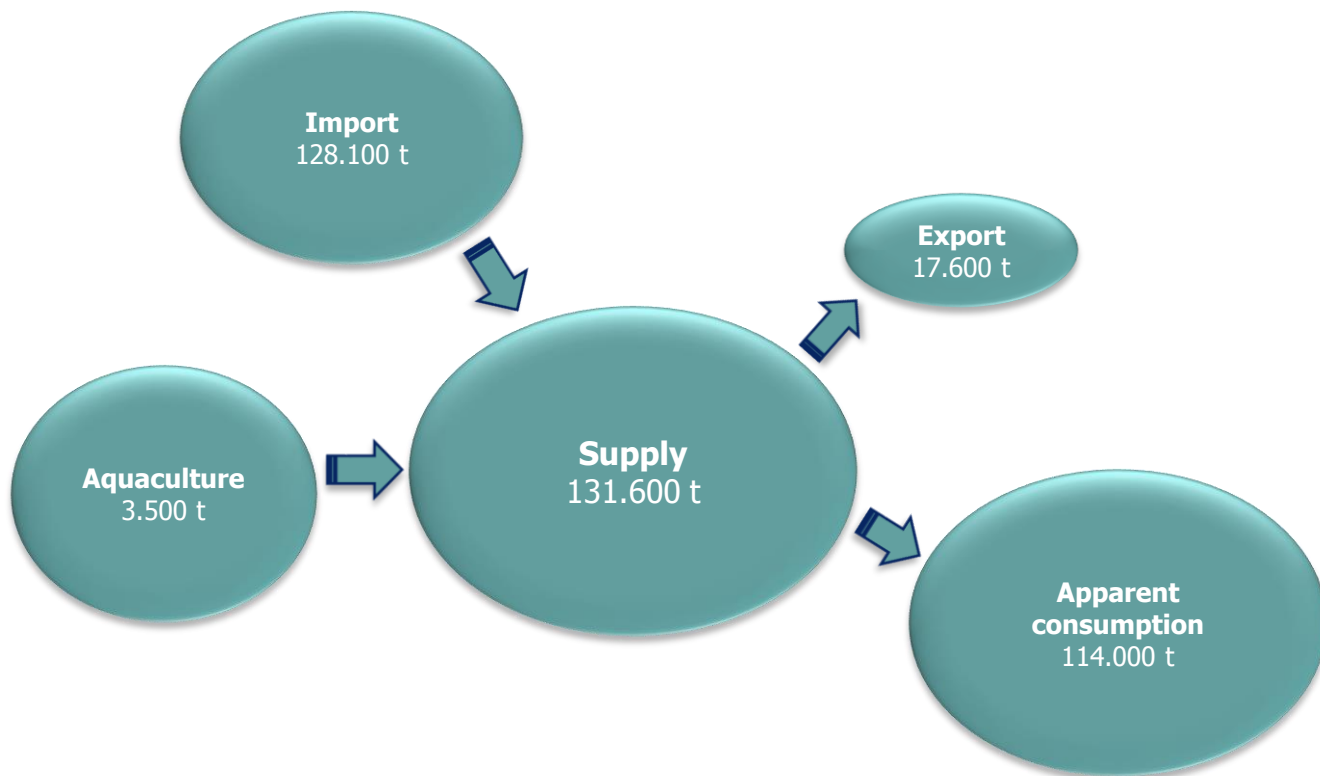 Import
128.100 t
Export
17.600 t
Aquaculture
3.500 t
Supply
131.600 t
Apparent
consumption
114.000 t